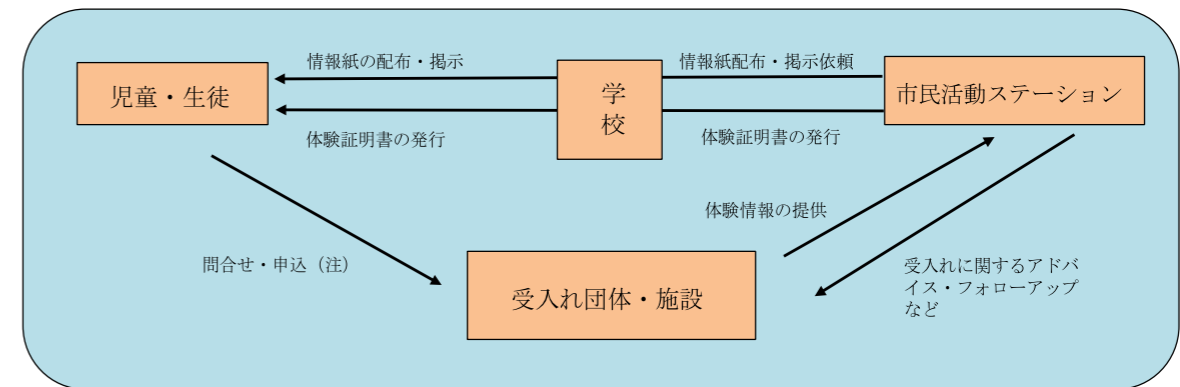 情報紙の配布・掲示
情報紙配布・掲示依頼
児童・生徒
学
校
市民活動ステーション
体験証明書の発行
体験証明書の発行
体験情報の提供
問合せ・申込（注）
受入れ団体・施設
受入れに関するアドバ
イス・フォローアップ
など